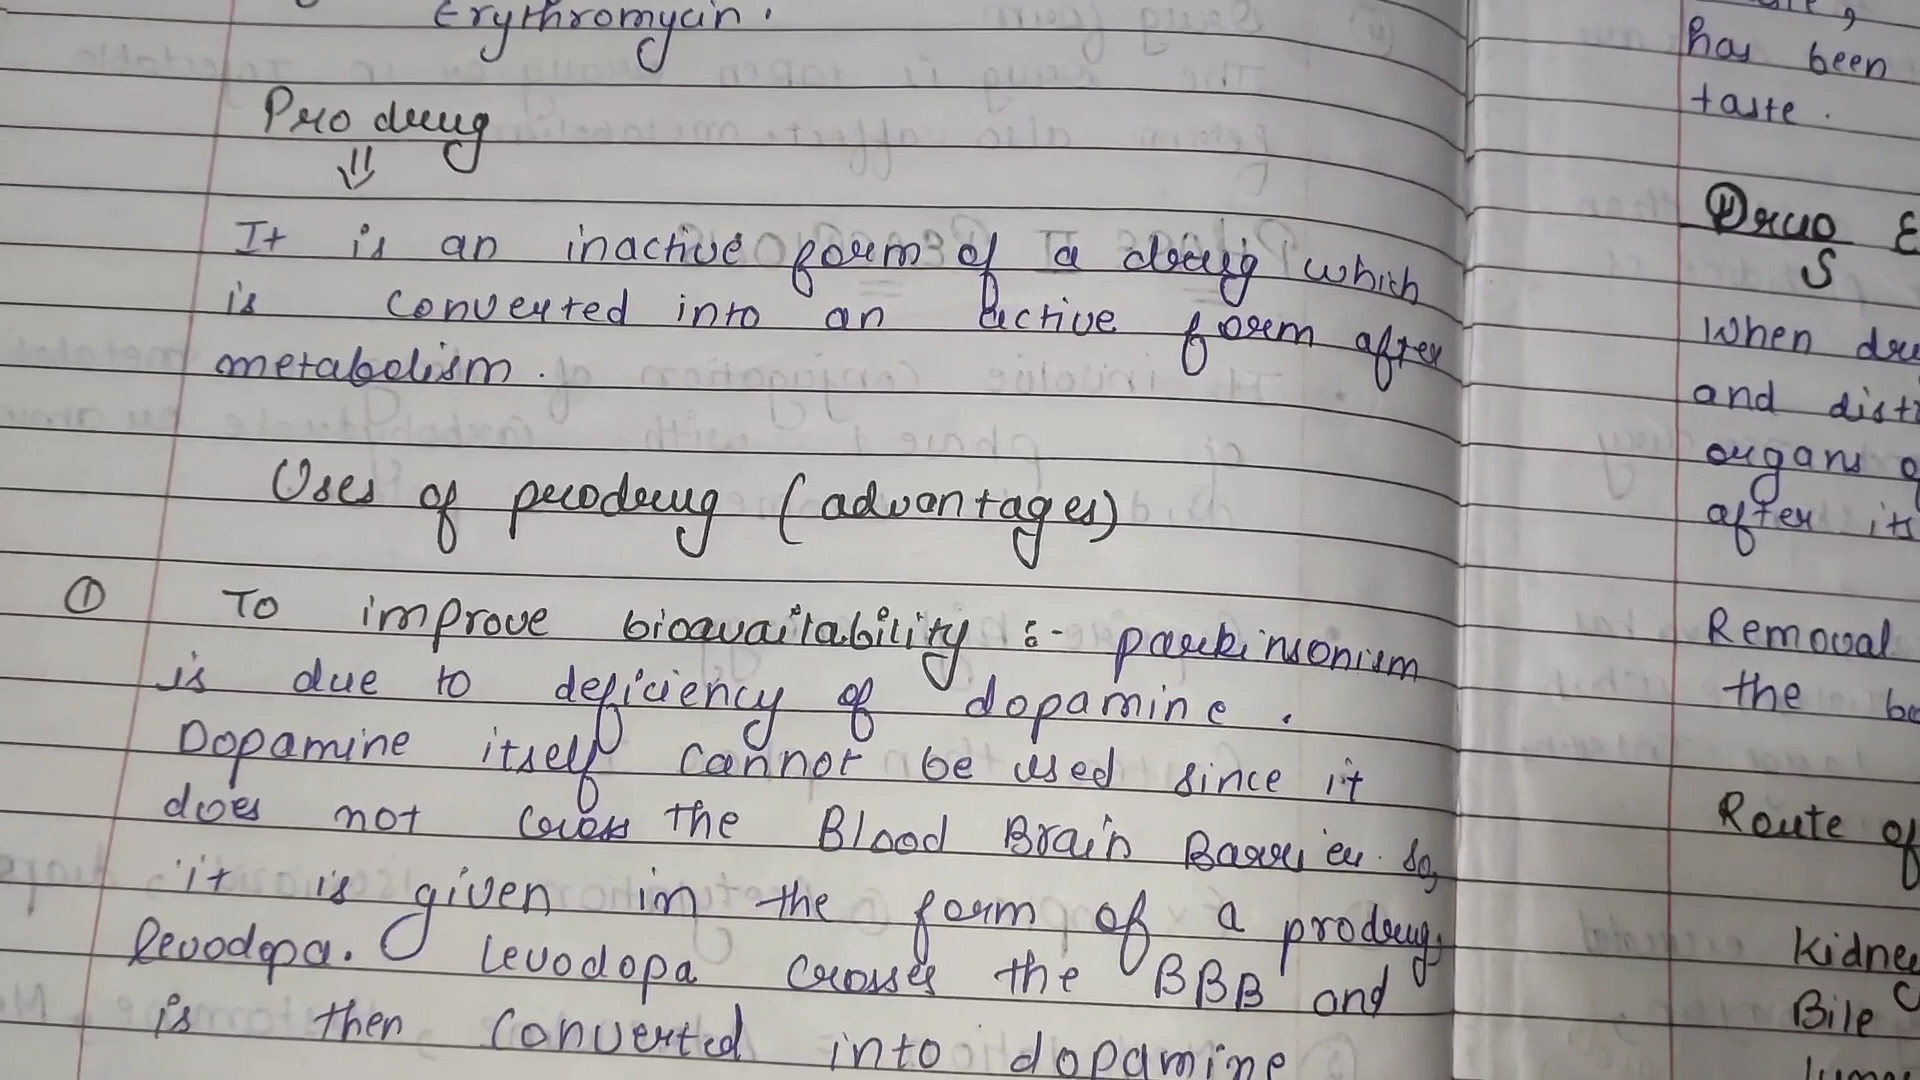 Erythromycin.
Prodrug
It is an inactive form of a drug which
is converted into an active form after
metabolism.
Uses of prodrug (advantages)
① To improve bioavailability :- parkinsonism
is due to deficiency of dopamine.
Dopamine itself cannot be used since it
does not cross the Blood Brain Barrier. So,
it is given in the form of a prodrug,
levodopa. Levodopa crosses the BBB and
is then converted into dopamine
has been
taste.
Drug
When
and
organs
after its
Removal
the
Route of
Kidney
Bile